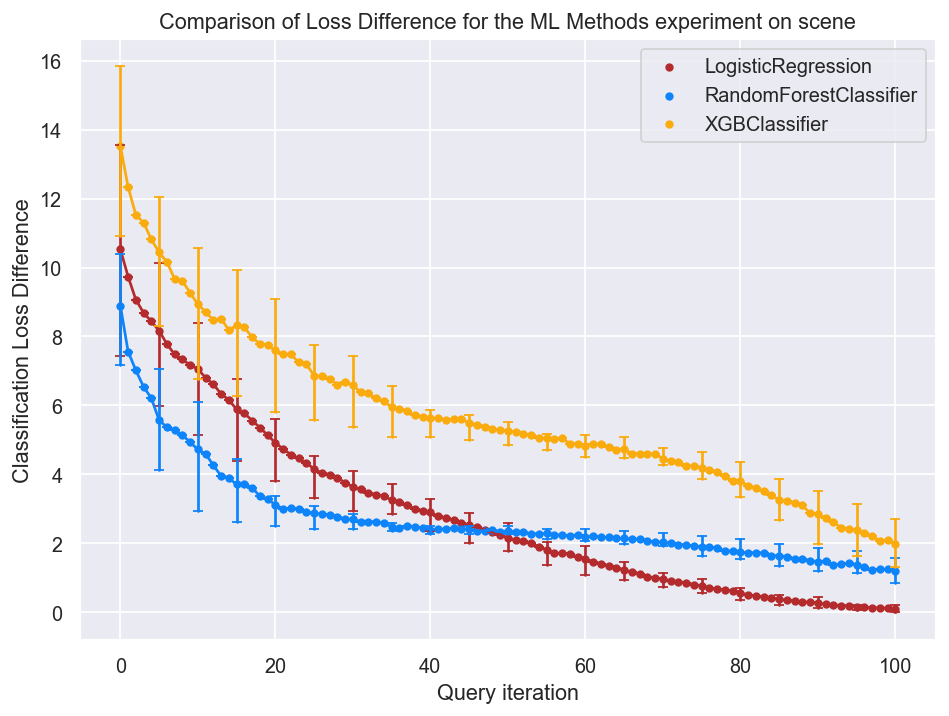 Comparison of Loss Difference for the ML Methods experiment on scene
LogisticRegression
RandomForestClassifier
XGBClassifier
Classification Loss Difference
16
14
12
10
8
6
4
2
0
0 20 40 60 80 100
Query iteration